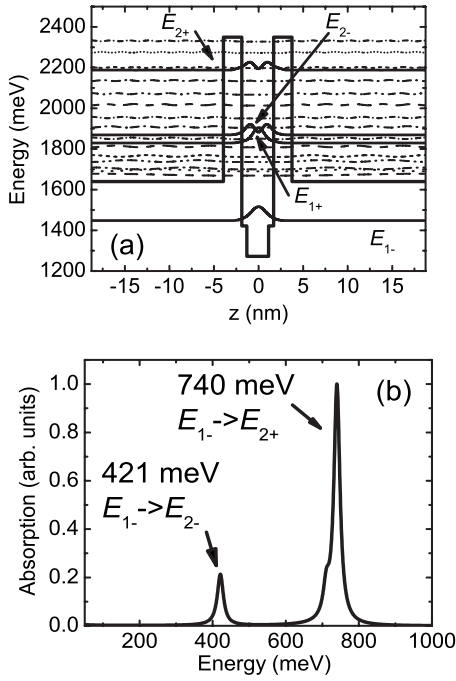 2400
2200
2000
1800
1600
1400
1200
Energy (meV)
E2+
E2-
E1+
E1-
(a)
-15 -10 -5 0 5 10 15
z (nm)
1.0
0.8
0.6
0.4
0.2
0.0
Absorption (arb. units)
740 meV
E1-->E2+
(b)
421 meV
E1-->E2-
200 400 600 800 1000
Energy (meV)